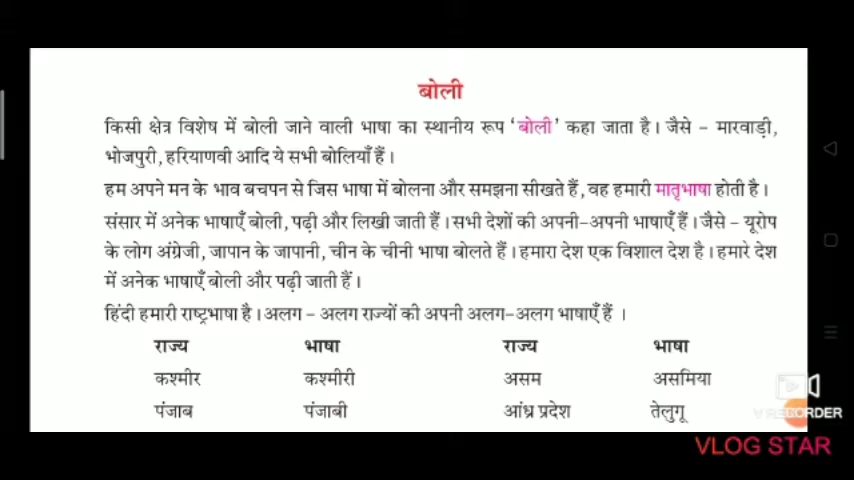 बोली
किसी क्षेत्र विशेष में बोली जाने वाली भाषा का स्थानीय रूप ‘बोली’ कहा जाता है। जैसे – मारवाड़ी,
भोजपुरी, हरियाणवी आदि ये सभी बोलियाँ हैं।
हम अपने मन के भाव बचपन से जिस भाषा में बोलना और समझना सीखते हैं, वह हमारी मातृभाषा होती है।
संसार में अनेक भाषाएँ बोली, पढ़ी और लिखी जाती हैं। सभी देशों की अपनी–अपनी भाषाएँ हैं। जैसे – यूरोप
के लोग अंग्रेजी, जापान के जापानी, चीन के चीनी भाषा बोलते हैं। हमारा देश एक विशाल देश है। हमारे देश
में अनेक भाषाएँ बोली और पढ़ी जाती हैं।
हिंदी हमारी राष्ट्रभाषा है। अलग – अलग राज्यों की अपनी अलग–अलग भाषाएँ हैं ।
राज्य भाषा राज्य भाषा
कश्मीर कश्मीरी असम असमिया
पंजाब पंजाबी आंध्र प्रदेश तेलुगू
V RECORDER
VLOG STAR